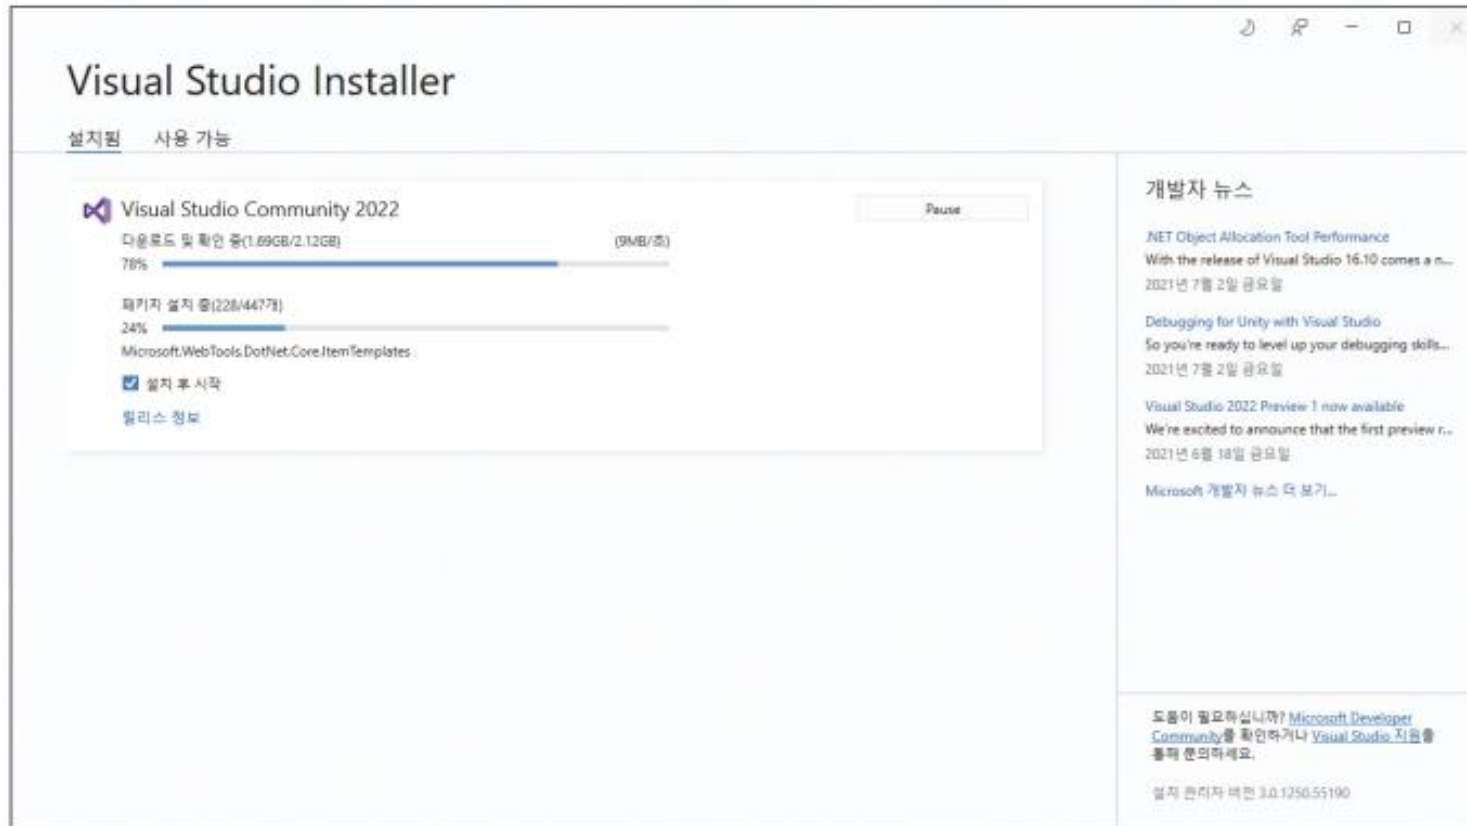 Visual Studio Installer
설치됨 사용 가능
Visual Studio Community 2022
Pause
다운로드 및 확인 중(1.69GB/2.12GB) (9MB/초)
78%
패키지 설치 중(228/447개)
24%
Microsoft.WebTools.DotNet.Core.ItemTemplates
설치 후 시작
릴리스 정보
개발자 뉴스
.NET Object Allocation Tool Performance
With the release of Visual Studio 16.10 comes a n...
2021년 7월 2일 금요일
Debugging for Unity with Visual Studio
So you're ready to level up your debugging skills...
2021년 7월 2일 금요일
Visual Studio 2022 Preview 1 now available
We're excited to announce that the first preview r...
2021년 6월 18일 금요일
Microsoft 개발자 뉴스 더 보기...
도움이 필요하십니까? Microsoft Developer
Community를 확인하거나 Visual Studio 지원을
통해 문의하세요.
설치 관리자 버전 3.0.1250.55190